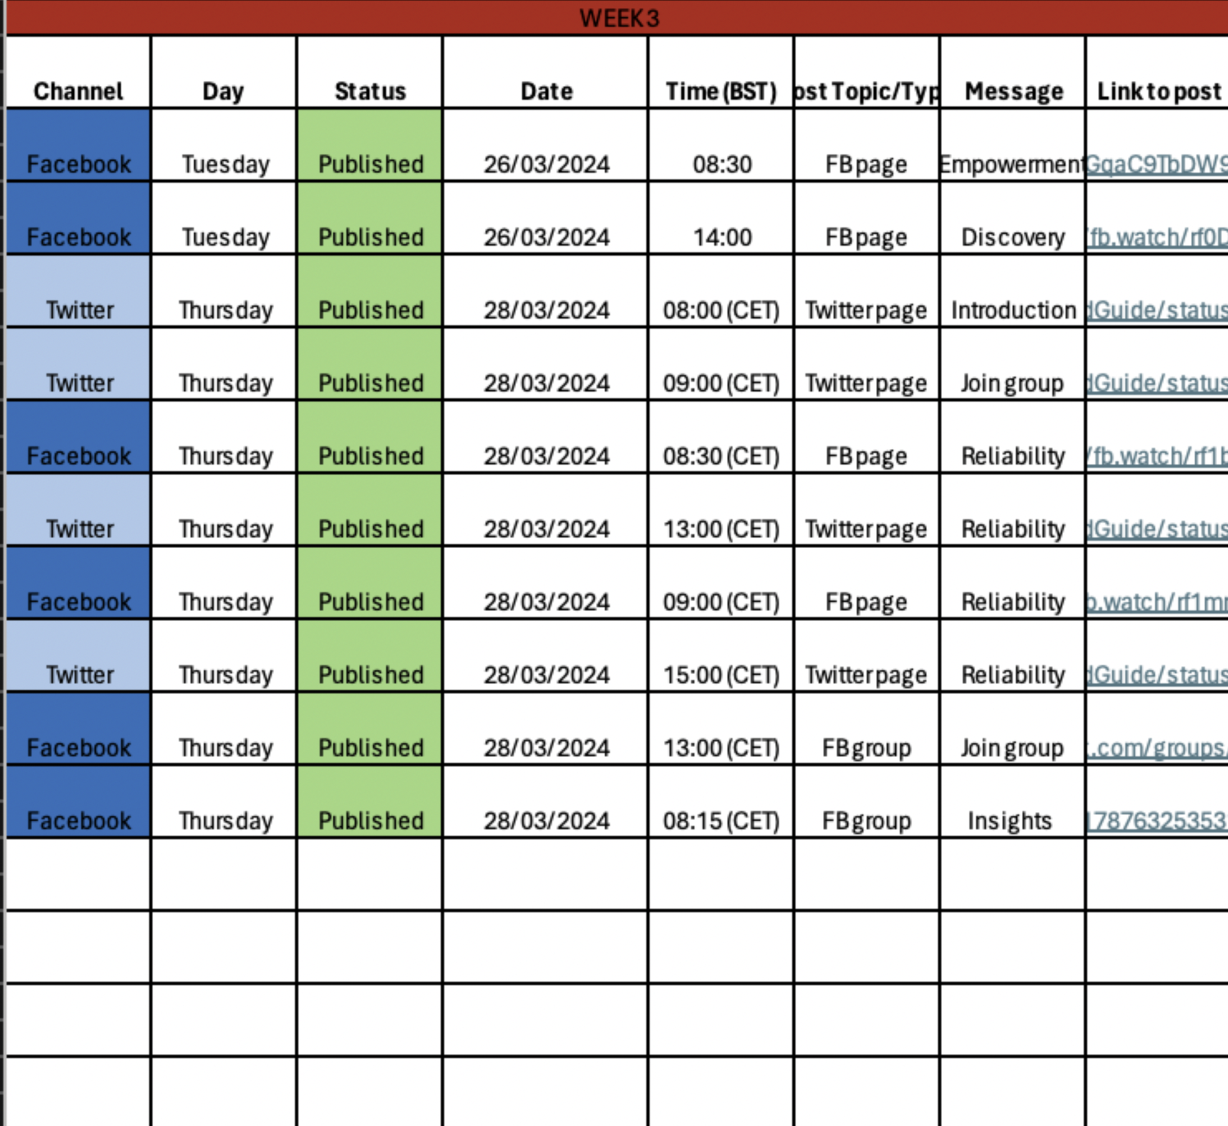 WEEK 3
Channel Day Status Date Time (BST) ost Topic/Typ Message Link to post
Facebook Tuesday Published 26/03/2024 08:30 FB page Empowerment GqaC9TbDW9
Facebook Tuesday Published 26/03/2024 14:00 FB page Discovery /fb.watch/rf0D
Twitter Thursday Published 28/03/2024 08:00 (CET) Twitter page Introduction dGuide/status
Twitter Thursday Published 28/03/2024 09:00 (CET) Twitter page Join group dGuide/status
Facebook Thursday Published 28/03/2024 08:30 (CET) FB page Reliability /fb.watch/rf1b
Twitter Thursday Published 28/03/2024 13:00 (CET) Twitter page Reliability dGuide/status
Facebook Thursday Published 28/03/2024 09:00 (CET) FB page Reliability b.watch/rf1m
Twitter Thursday Published 28/03/2024 15:00 (CET) Twitter page Reliability dGuide/status
Facebook Thursday Published 28/03/2024 13:00 (CET) FB group Join group .com/groups/
Facebook Thursday Published 28/03/2024 08:15 (CET) FB group Insights 17876325353